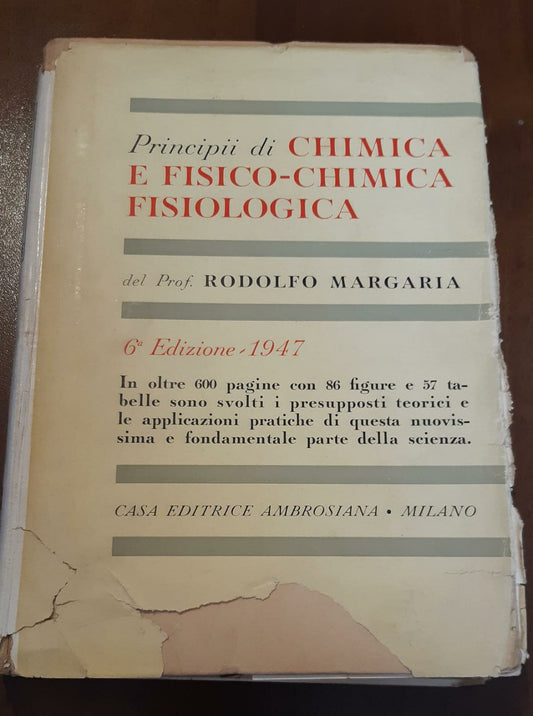 Principii di CHIMICA
E FISICO-CHIMICA
FISIOLOGICA
del Prof. RODOLFO MARGARIA
6ª Edizione - 1947
In oltre 600 pagine con 86 figure e 57 ta-
belle sono svolti i presupposti teorici e
le applicazioni pratiche di questa nuovis-
sima e fondamentale parte della scienza.
CASA EDITRICE AMBROSIANA • MILANO